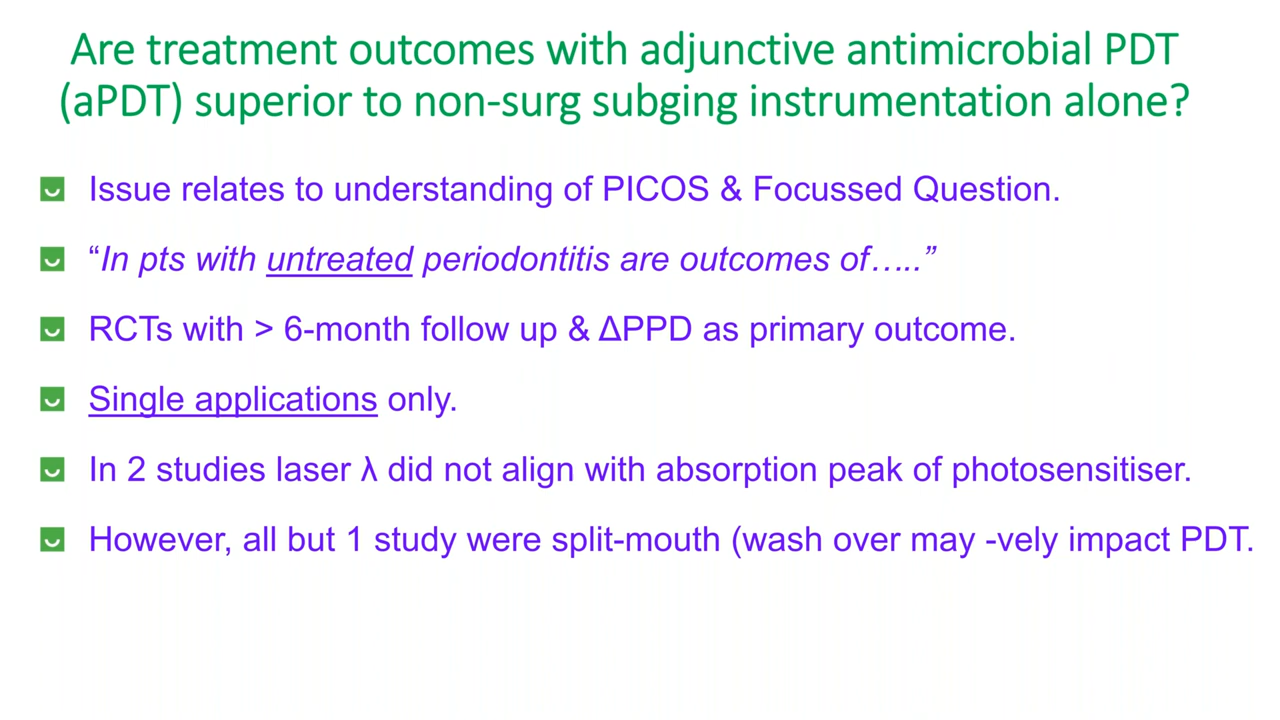 Are treatment outcomes with adjunctive antimicrobial PDT
(aPDT) superior to non-surg subging instrumentation alone?
Issue relates to understanding of PICOS & Focussed Question.
“In pts with untreated periodontitis are outcomes of…..”
RCTs with > 6-month follow up & ΔPPD as primary outcome.
Single applications only.
In 2 studies laser λ did not align with absorption peak of photosensitiser.
However, all but 1 study were split-mouth (wash over may -vely impact PDT.